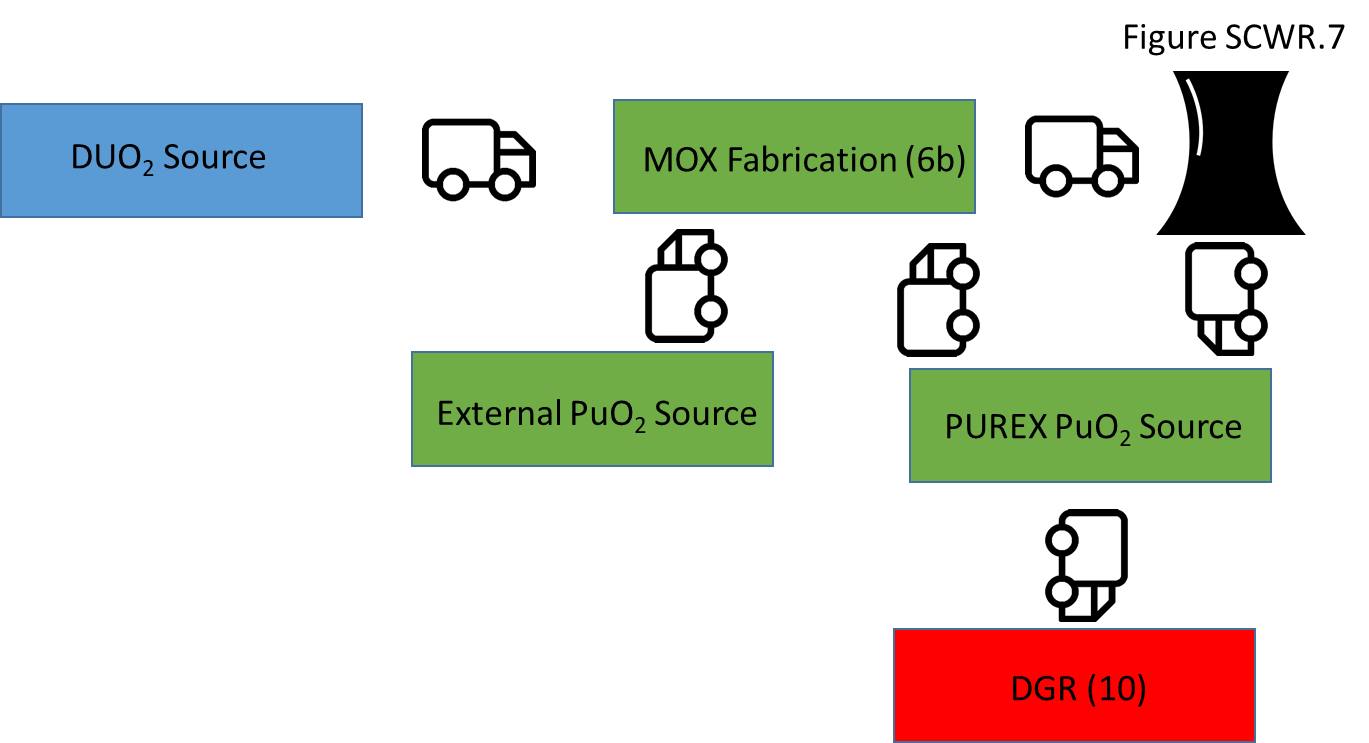 Figure SCWR.7
DUO₂ Source
MOX Fabrication (6b)
External PuO₂ Source
PUREX PuO₂ Source
DGR (10)